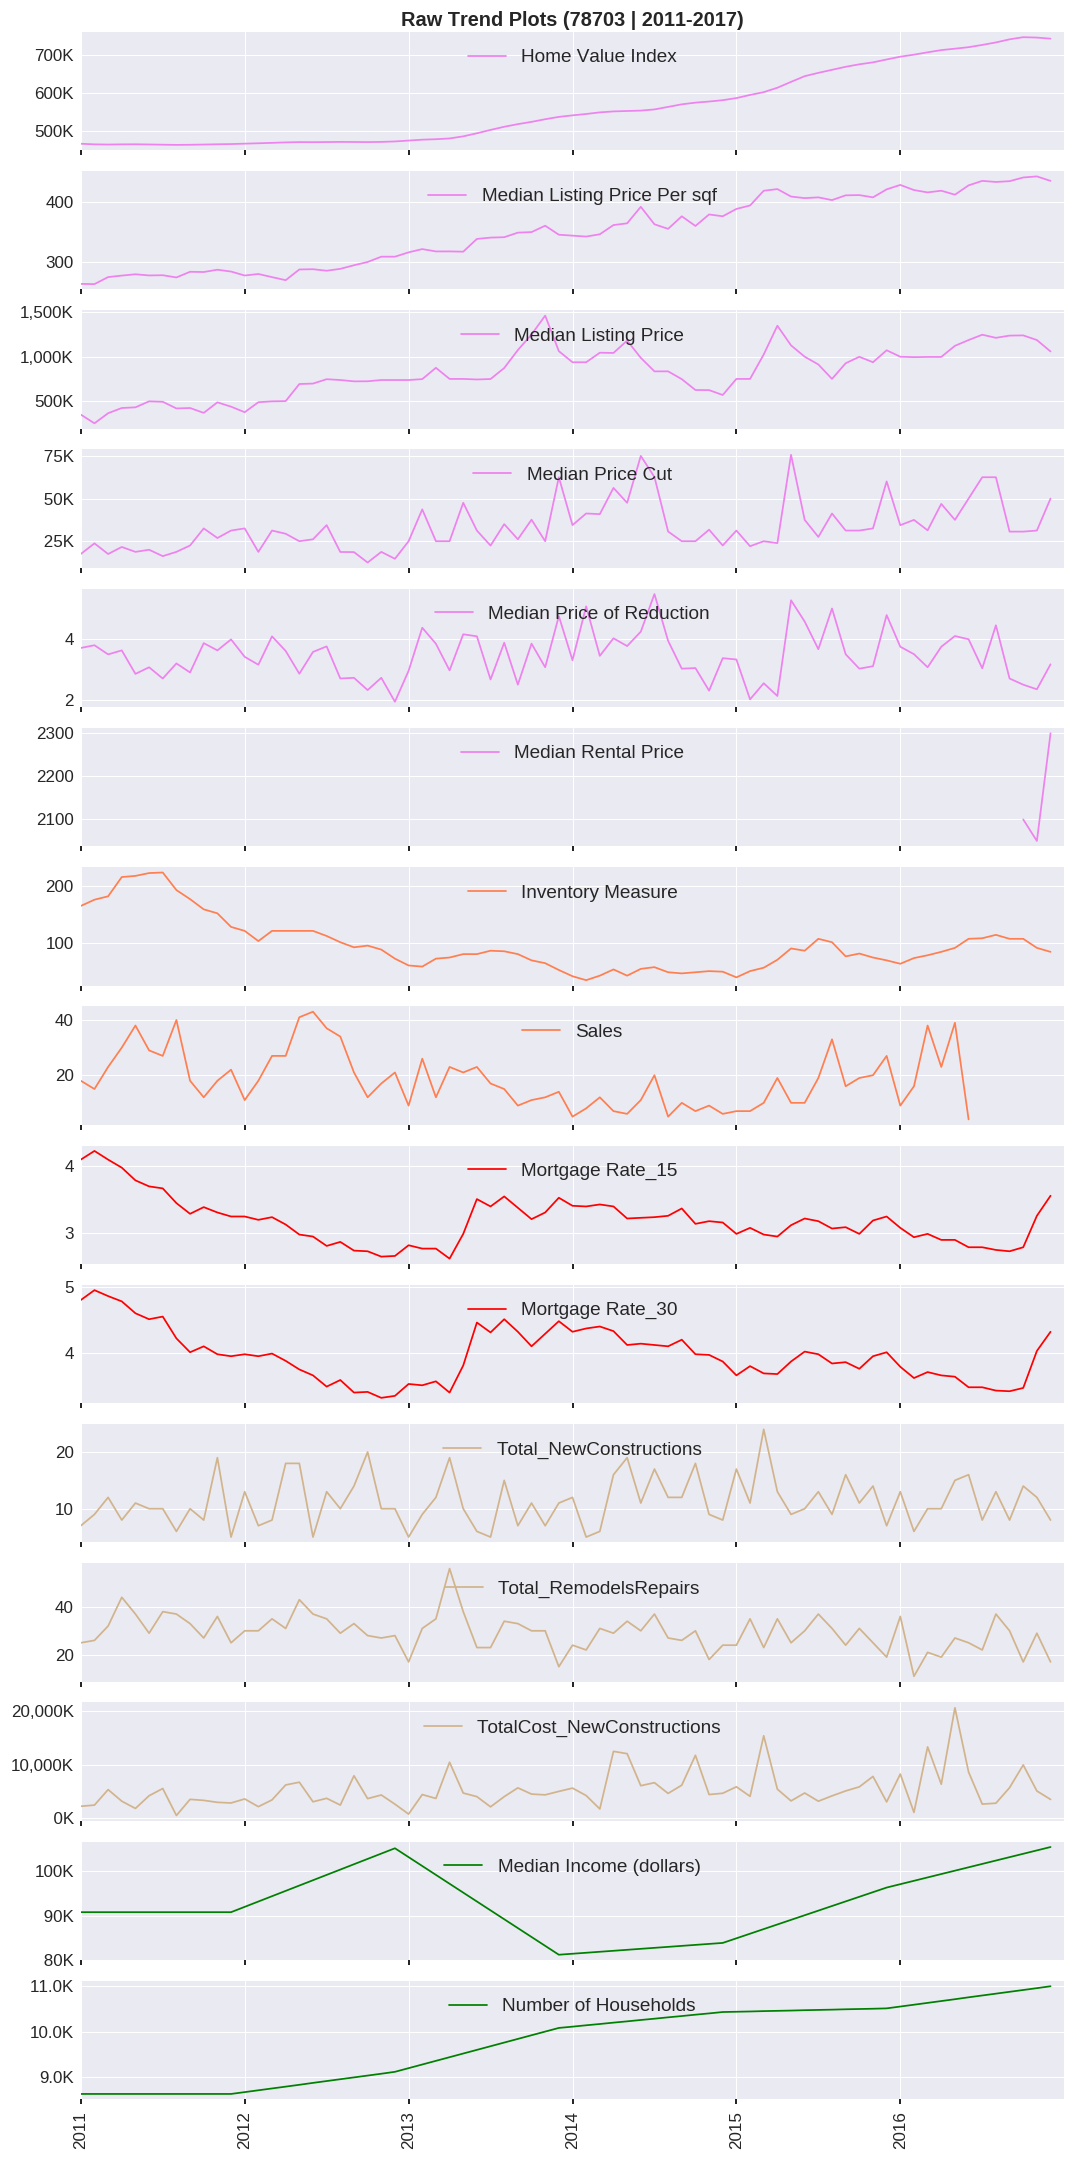 Raw Trend Plots (78703 | 2011-2017)
Home Value Index
700K
600K
500K
Median Listing Price Per sqf
400
300
Median Listing Price
1,500K
1,000K
500K
Median Price Cut
75K
50K
25K
Median Price of Reduction
4
2
Median Rental Price
2300
2200
2100
Inventory Measure
200
100
Sales
40
20
Mortgage Rate_15
4
3
Mortgage Rate_30
5
4
Total_NewConstructions
20
10
Total_RemodelsRepairs
40
20
TotalCost_NewConstructions
20,000K
10,000K
0K
Median Income (dollars)
100K
90K
80K
Number of Households
11.0K
10.0K
9.0K
2011
2012
2013
2014
2015
2016